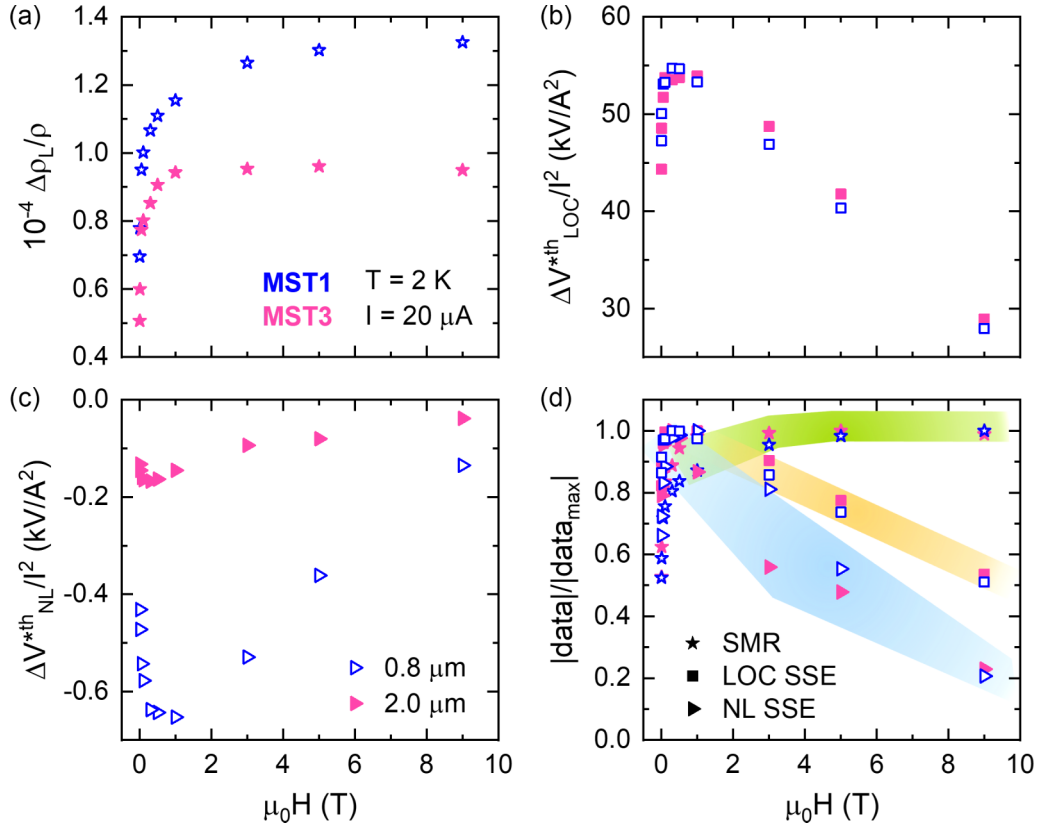 (a)
1.4
1.2
1.0
0.8
0.6
0.4
10⁻⁴ Δρ_L/ρ
MST1 T = 2 K
MST3 I = 20 μA
(b)
60
50
40
30
ΔV*ᵗʰ_LOC/I² (kV/A²)
(c)
0.0
-0.2
-0.4
-0.6
ΔV*ᵗʰ_NL/I² (kV/A²)
0.8 μm
2.0 μm
0 2 4 6 8
μ₀H (T)
(d)
1.0
0.8
0.6
0.4
0.2
0.0
|data|/|data_max|
SMR
LOC SSE
NL SSE
0 2 4 6 8 10
μ₀H (T)